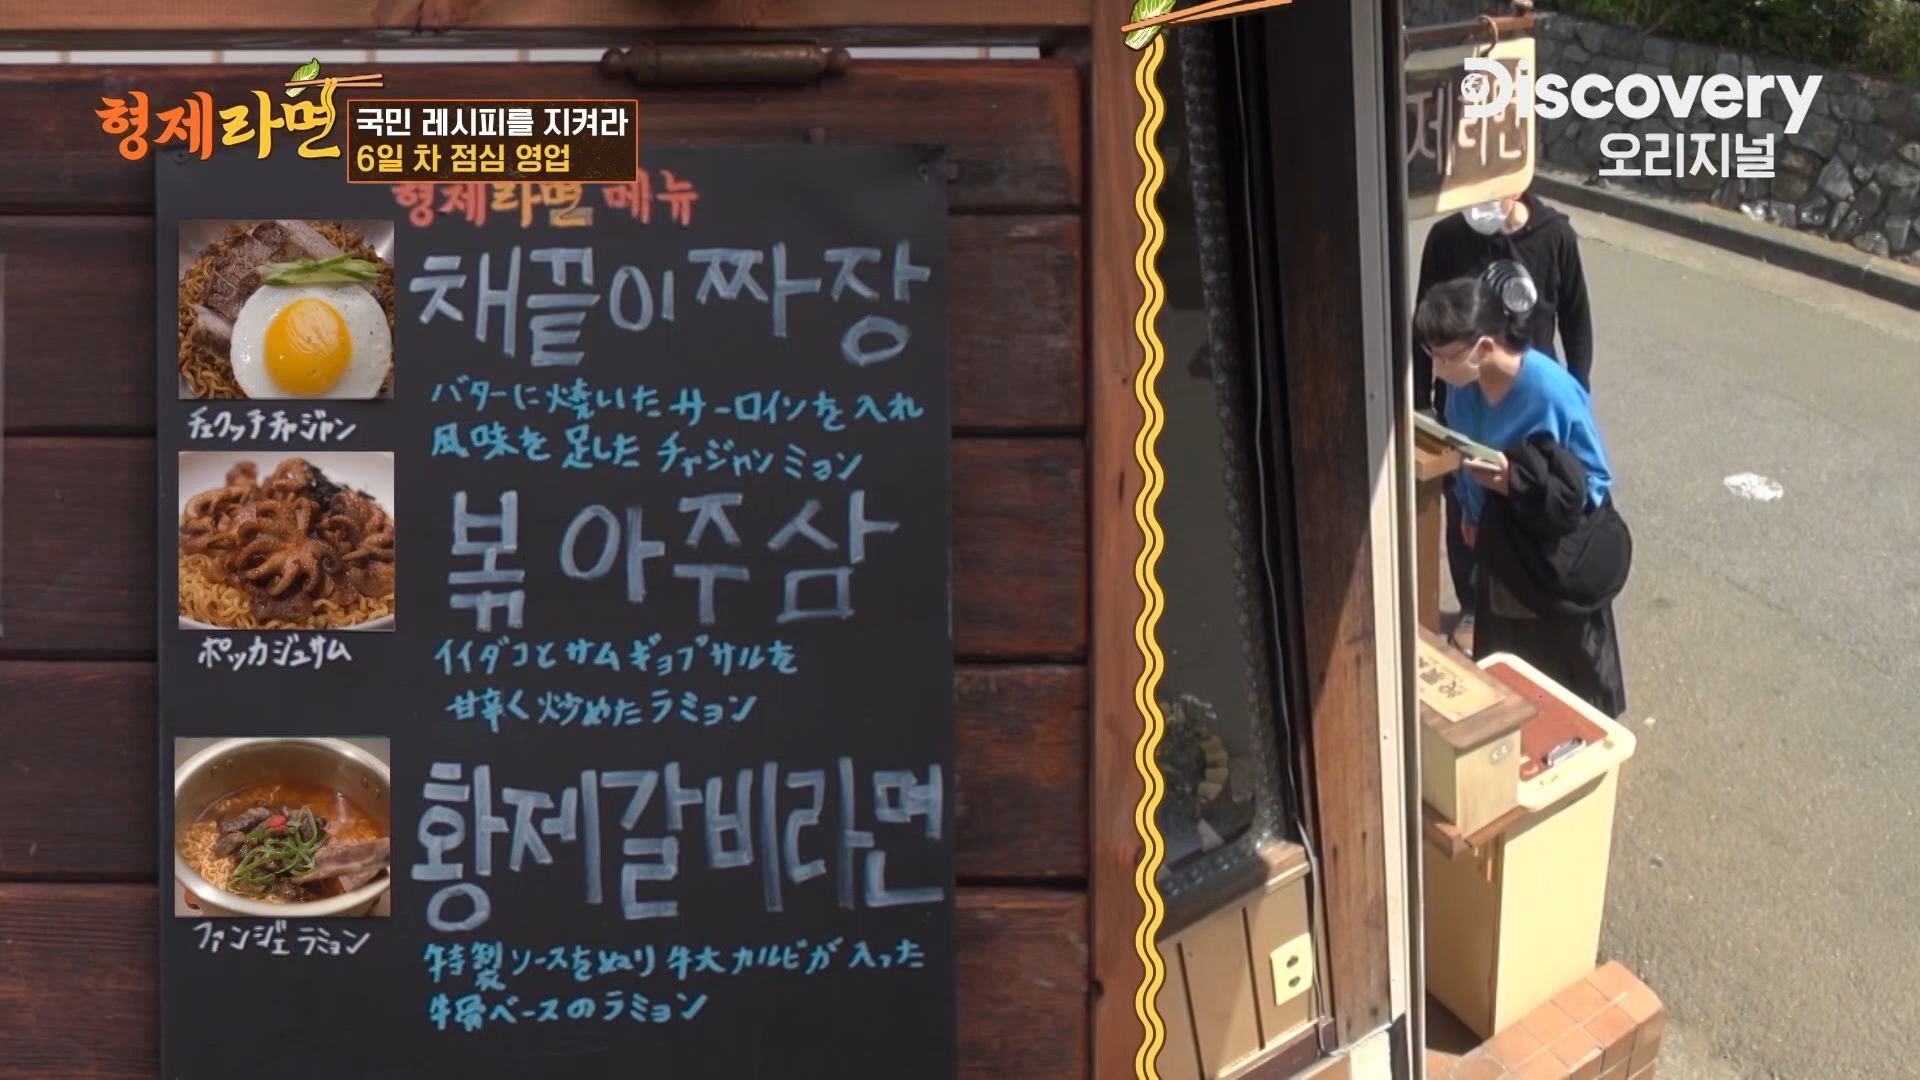 형제라면
국민 레시피를 지켜라
6일 차 점심 영업
Discovery
오리지널
형제라면 메뉴
채끝이짜장
チェクッチチャジャン
バターに焼いたサーロインを入れ
風味を足したチャジャンミョン
볶아주삼
ポッカジュサム
イイダコとサムギョプサルを
甘辛く炒めたラミョン
황제갈비라면
ファンジェラミョン
特製ソースをぬり牛大カルビが入った
牛骨ベースのラミョン
제라면